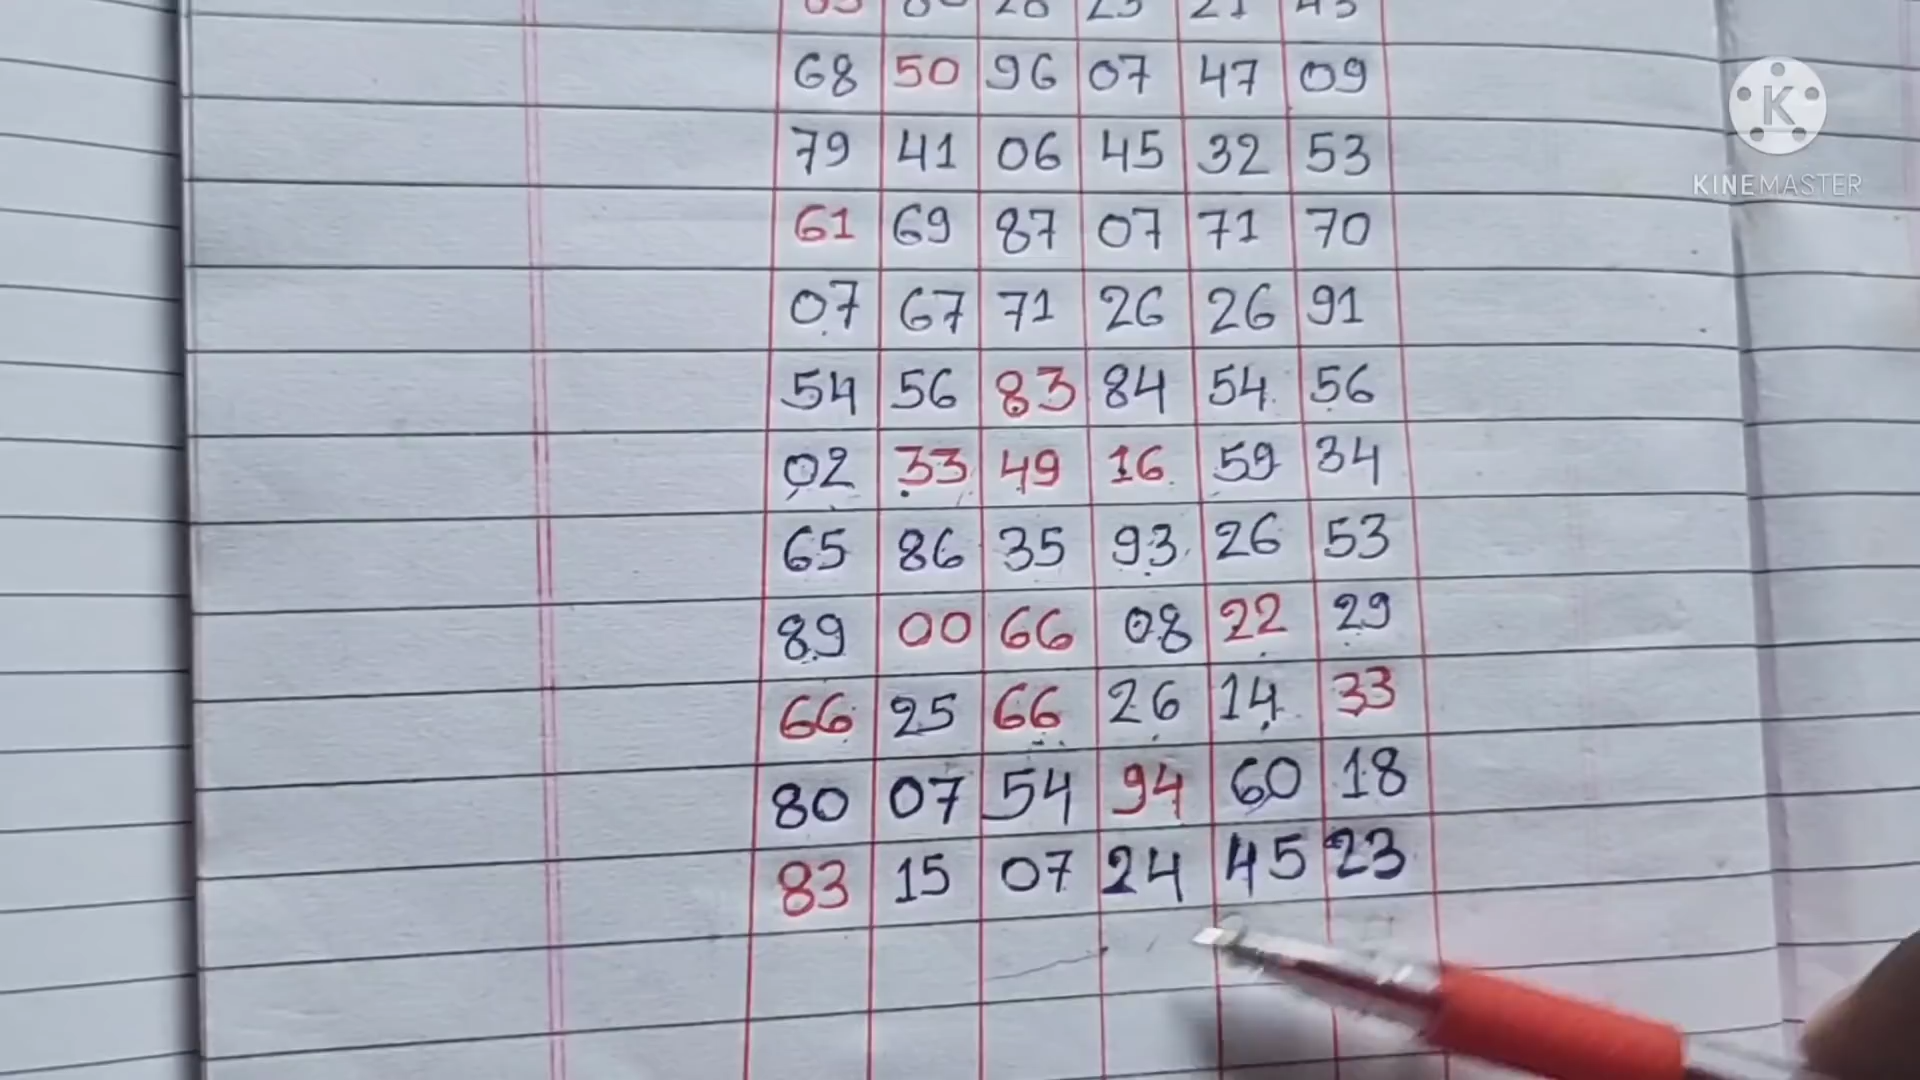 68 50 96 07 47 09
79 41 06 45 32 53
61 69 87 07 71 70
07 67 71 26 26 91
54 56 83 84 54 56
02 33 49 16 59 34
65 86 35 93 26 53
89 00 66 08 22 29
66 25 66 26 14 33
80 07 54 94 60 18
83 15 07 24 45 23
K
KINEMASTER